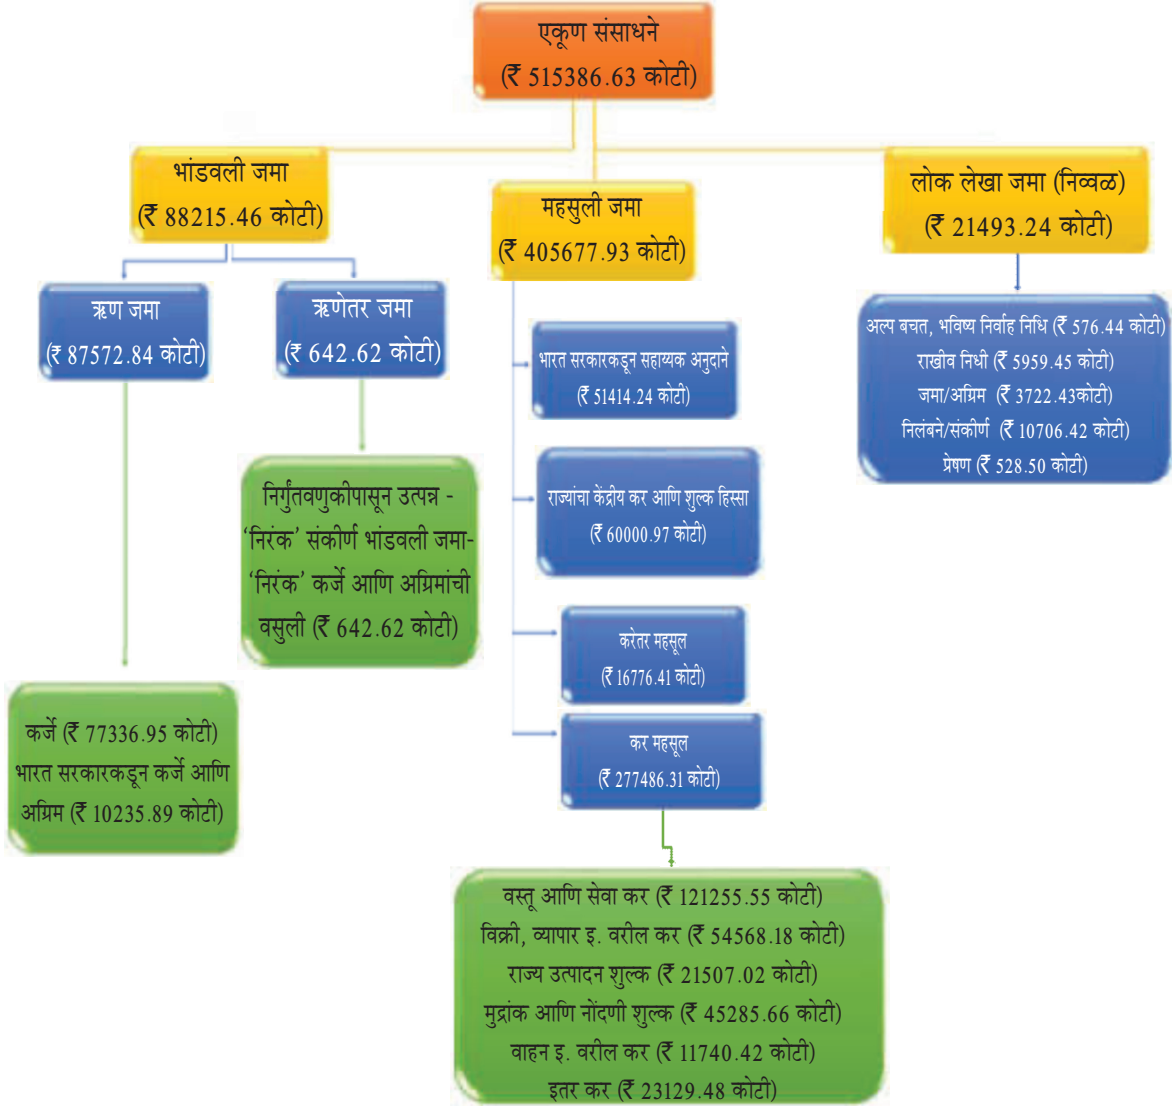 एकूण संसाधने
(₹ 515386.63 कोटी)
भांडवली जमा
(₹ 88215.46 कोटी)
महसुली जमा
(₹ 405677.93 कोटी)
लोक लेखा जमा (निव्वळ)
(₹ 21493.24 कोटी)
ऋण जमा
(₹ 87572.84 कोटी)
ऋणेतर जमा
(₹ 642.62 कोटी)
अल्प बचत, भविष्य निर्वाह निधि (₹ 576.44 कोटी)
राखीव निधी (₹ 5959.45 कोटी)
जमा/अग्रिम (₹ 3722.43कोटी)
निलंबने/संकीर्ण (₹ 10706.42 कोटी)
प्रेषण (₹ 528.50 कोटी)
भारत सरकारकडून सहाय्यक अनुदाने
(₹ 51414.24 कोटी)
राज्यांचा केंद्रीय कर आणि शुल्क हिस्सा
(₹ 60000.97 कोटी)
करेतर महसूल
(₹ 16776.41 कोटी)
कर महसूल
(₹ 277486.31 कोटी)
निर्गुंतवणुकीपासून उत्पन्न -
‘निरंक’ संकीर्ण भांडवली जमा-
‘निरंक’ कर्जे आणि अग्रिमांची
वसुली (₹ 642.62 कोटी)
कर्जे (₹ 77336.95 कोटी)
भारत सरकारकडून कर्जे आणि
अग्रिम (₹ 10235.89 कोटी)
वस्तू आणि सेवा कर (₹ 121255.55 कोटी)
विक्री, व्यापार इ. वरील कर (₹ 54568.18 कोटी)
राज्य उत्पादन शुल्क (₹ 21507.02 कोटी)
मुद्रांक आणि नोंदणी शुल्क (₹ 45285.66 कोटी)
वाहन इ. वरील कर (₹ 11740.42 कोटी)
इतर कर (₹ 23129.48 कोटी)